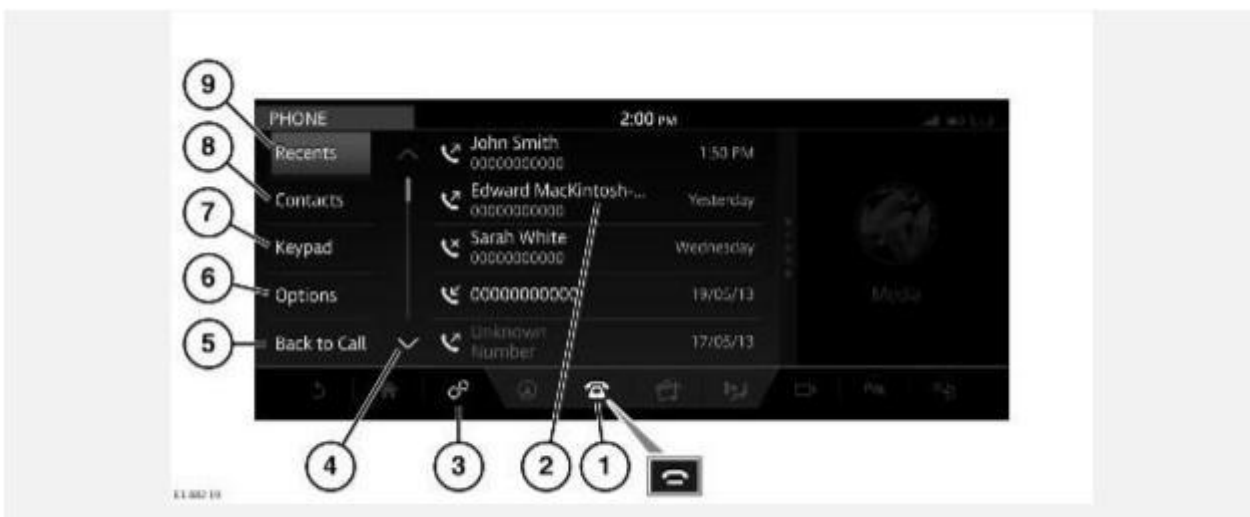 9
PHONE
2:00 PM
8
Recents
John Smith
00000000000
1:50 PM
Contacts
Edward MacKintosh-...
00000000000
Yesterday
7
Keypad
Sarah White
00000000000
Wednesday
6
Options
00000000000
19/05/13
Media
5
Back to Call
Unknown
Number
17/05/13
4
3
2
1